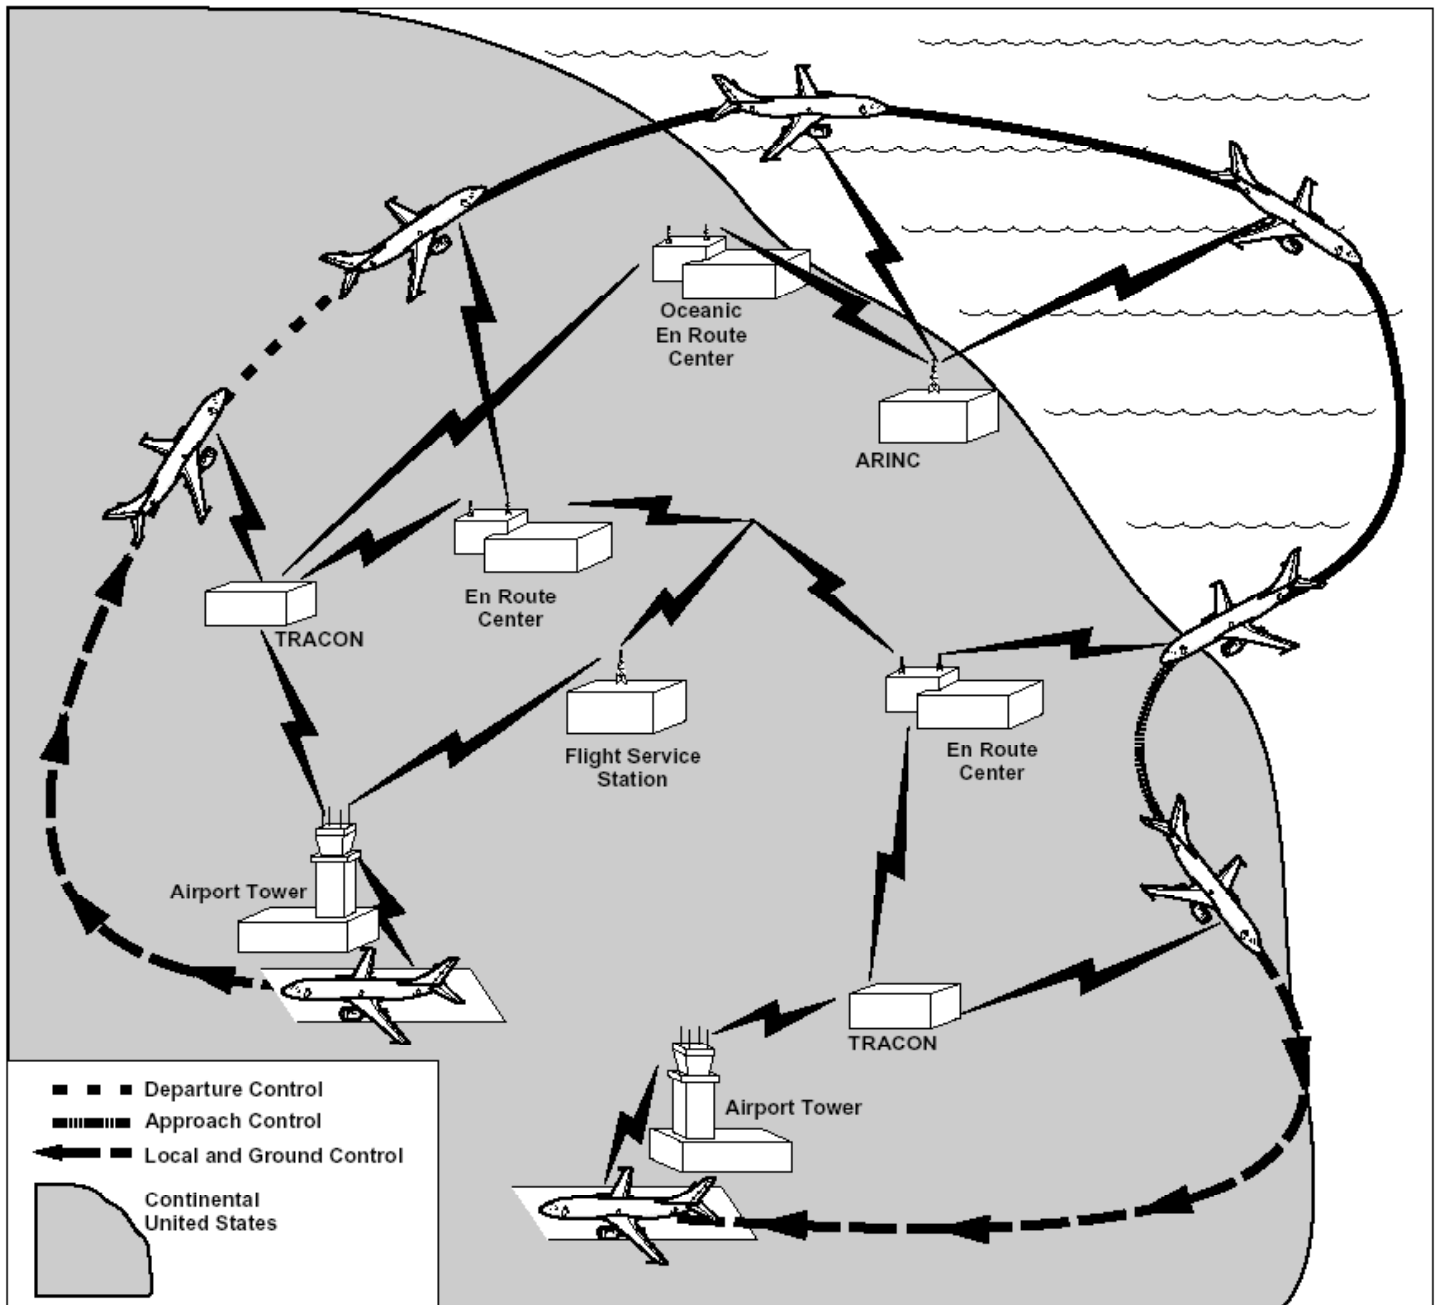 Oceanic
En Route
Center
ARINC
En Route
Center
TRACON
Flight Service
Station
En Route
Center
Airport Tower
TRACON
Airport Tower
Departure Control
Approach Control
Local and Ground Control
Continental
United States